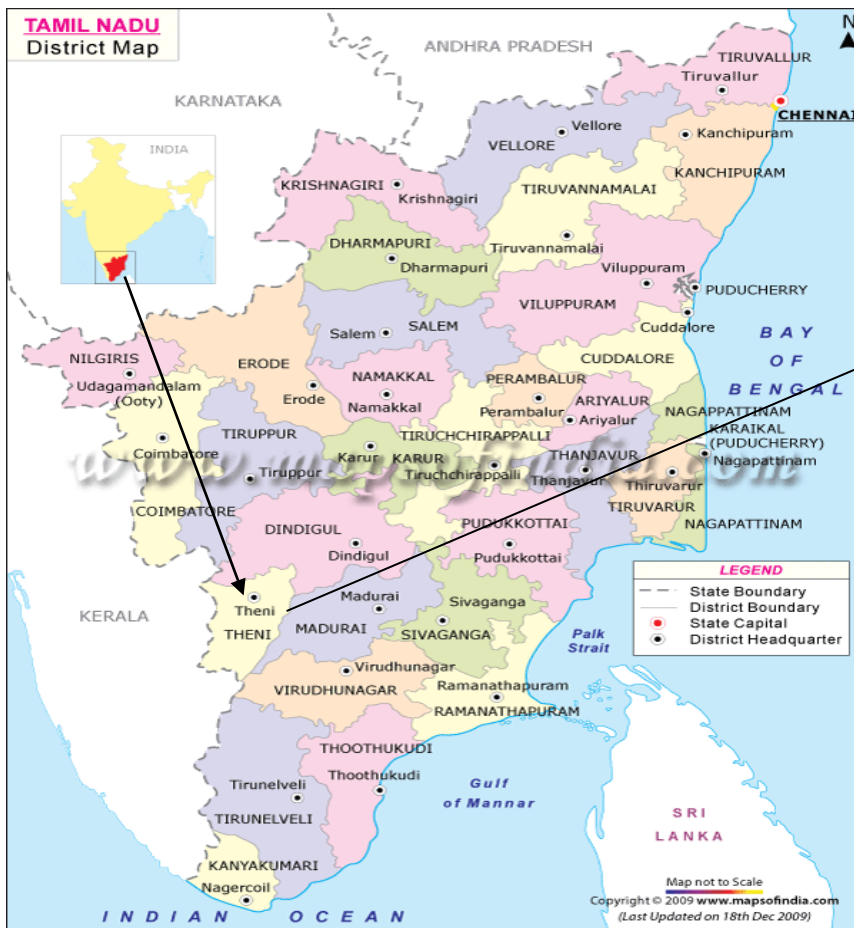 TAMIL NADU
District Map
N
ANDHRA PRADESH
KARNATAKA
INDIA
TIRUVALLUR
Tiruvallur
CHENNAI
Vellore
VELLORE
Kanchipuram
KANCHIPURAM
KRISHNAGIRI
Krishnagiri
TIRUVANNAMALAI
Tiruvannamalai
DHARMAPURI
Dharmapuri
Viluppuram
VILUPPURAM
PUDUCHERRY
Cuddalore
CUDDALORE
Salem
SALEM
BAY
OF
BENGAL
NILGIRIS
Udagamandalam
(Ooty)
ERODE
Erode
NAMAKKAL
Namakkal
PERAMBALUR
Perambalur
ARIYALUR
Ariyalur
NAGAPPATTINAM
KARAIKAL
(PUDUCHERRY)
Nagapattinam
Coimbatore
COIMBATORE
TIRUPPUR
Tiruppur
Karur
KARUR
TIRUCHCHIRAPPALLI
Tiruchchirappalli
THANJAVUR
Thanjavur
Thiruvarur
TIRUVARUR
NAGAPATTINAM
www.mapsofindia.com
DINDIGUL
Dindigul
PUDUKKOTTAI
Pudukkottai
KERALA
Theni
THENI
Madurai
MADURAI
Sivaganga
SIVAGANGA
Palk
Strait
LEGEND
State Boundary
District Boundary
State Capital
District Headquarter
Virudhunagar
VIRUDHUNAGAR
Ramanathapuram
RAMANATHAPURAM
THOOTHUKUDI
Thoothukudi
Tirunelveli
TIRUNELVELI
Gulf
of Mannar
SRI
LANKA
KANYAKUMARI
Nagercoil
INDIAN OCEAN
Map not to Scale
Copyright © 2009 www.mapsofindia.com
(Last Updated on 18th Dec 2009)